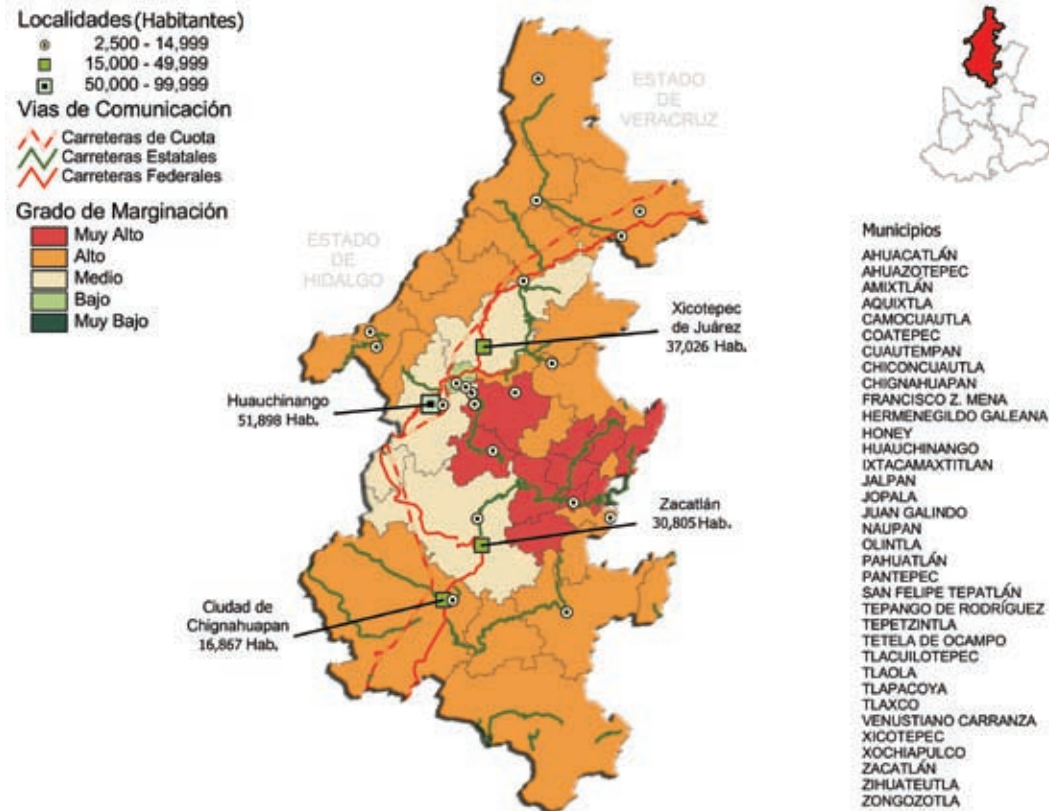 Localidades (Habitantes)
2,500 - 14,999
15,000 - 49,999
50,000 - 99,999
Vias de Comunicación
Carreteras de Cuota
Carreteras Estatales
Carreteras Federales
Grado de Marginación
Muy Alto
Alto
Medio
Bajo
Muy Bajo
ESTADO
DE
VERACRUZ
ESTADO
DE
HIDALGO
Xicotepec
de Juárez
37,026 Hab.
Huauchinango
51,898 Hab.
Zacatlán
30,805 Hab.
Ciudad de
Chignahuapan
16,867 Hab.
Municipios
AHUACATLÁN
AHUAZOTEPEC
AMIXTLÁN
AQUIXTLA
CAMOCUAUTLA
COATEPEC
CUAUTEMPAN
CHICONCUAUTLA
CHIGNAHUAPAN
FRANCISCO Z. MENA
HERMENEGILDO GALEANA
HONEY
HUAUCHINANGO
IXTACAMAXTITLAN
JALPAN
JOPALA
JUAN GALINDO
NAUPAN
OLINTLA
PAHUATLÁN
PANTEPEC
SAN FELIPE TEPATLÁN
TEPANGO DE RODRÍGUEZ
TEPETZINTLA
TETELA DE OCAMPO
TLACUILOTEPEC
TLAOLA
TLAPACOYA
TLAXCO
VENUSTIANO CARRANZA
XICOTEPEC
XOCHIAPULCO
ZACATLÁN
ZIHUATEUTLA
ZONGOZOTLA